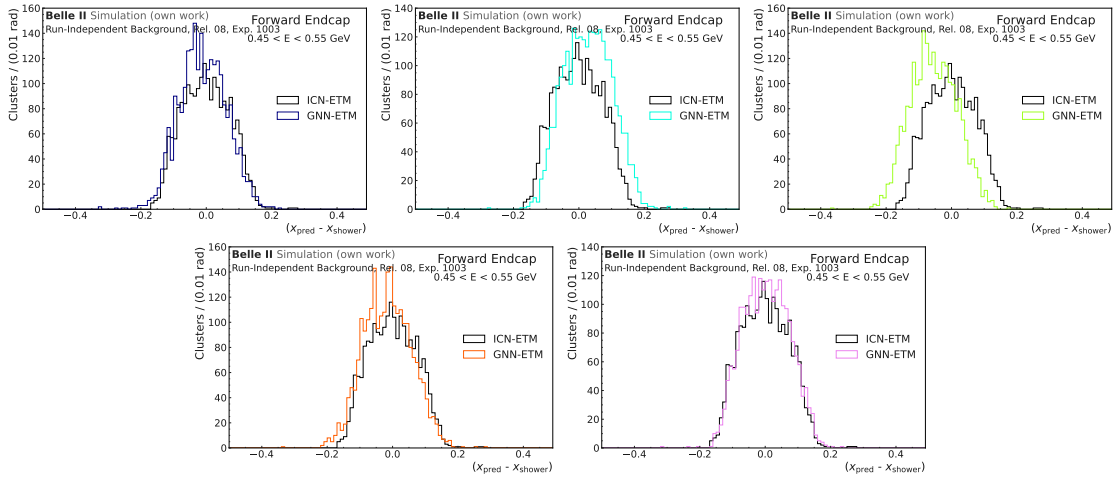 Belle II Simulation (own work)
Run-Independent Background, Rel. 08, Exp. 1003
Forward Endcap
0.45 < E < 0.55 GeV
Clusters / (0.01 rad)
160
140
120
100
80
60
40
20
0
ICN-ETM
GNN-ETM
−0.4 −0.2 0.0 0.2 0.4
(xpred - xshower)
Belle II Simulation (own work)
Run-Independent Background, Rel. 08, Exp. 1003
Forward Endcap
0.45 < E < 0.55 GeV
Clusters / (0.01 rad)
140
120
100
80
60
40
20
0
ICN-ETM
GNN-ETM
−0.4 −0.2 0.0 0.2 0.4
(xpred - xshower)
Belle II Simulation (own work)
Run-Independent Background, Rel. 08, Exp. 1003
Forward Endcap
0.45 < E < 0.55 GeV
Clusters / (0.01 rad)
160
140
120
100
80
60
40
20
0
ICN-ETM
GNN-ETM
−0.4 −0.2 0.0 0.2 0.4
(xpred - xshower)
Belle II Simulation (own work)
Run-Independent Background, Rel. 08, Exp. 1003
Forward Endcap
0.45 < E < 0.55 GeV
Clusters / (0.01 rad)
160
140
120
100
80
60
40
20
0
ICN-ETM
GNN-ETM
−0.4 −0.2 0.0 0.2 0.4
(xpred - xshower)
Belle II Simulation (own work)
Run-Independent Background, Rel. 08, Exp. 1003
Forward Endcap
0.45 < E < 0.55 GeV
Clusters / (0.01 rad)
140
120
100
80
60
40
20
0
ICN-ETM
GNN-ETM
−0.4 −0.2 0.0 0.2 0.4
(xpred - xshower)